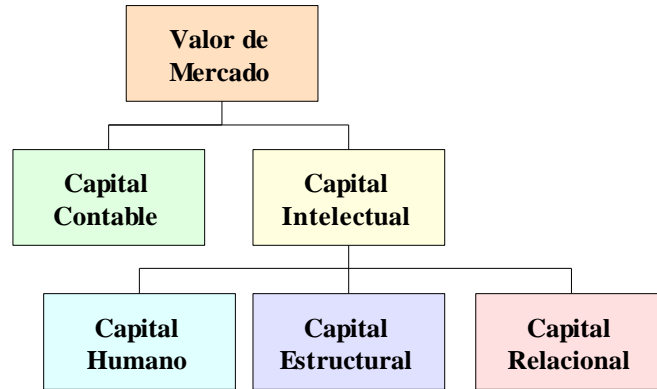 Valor de
Mercado
Capital
Contable
Capital
Intelectual
Capital
Humano
Capital
Estructural
Capital
Relacional